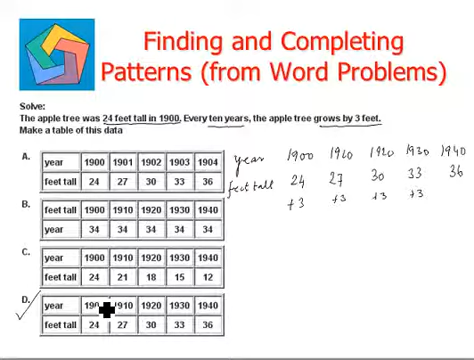 Finding and Completing
Patterns (from Word Problems)
Solve:
The apple tree was 24 feet tall in 1900, Every ten years, the apple tree grows by 3 feet.
Make a table of this data
A.
year 1900 1901 1902 1903 1904
feet tall 24 27 30 33 36
B.
feet tall 1900 1910 1920 1930 1940
year 34 34 34 34 34
C.
year 1900 1910 1920 1930 1940
feet tall 24 21 18 15 12
D.
year 1910 1920 1930 1940
feet tall 24 27 30 33 36
year 1900 1910 1920 1930 1940
feet tall 24 27 30 33 36
+3 +3 +3 +3